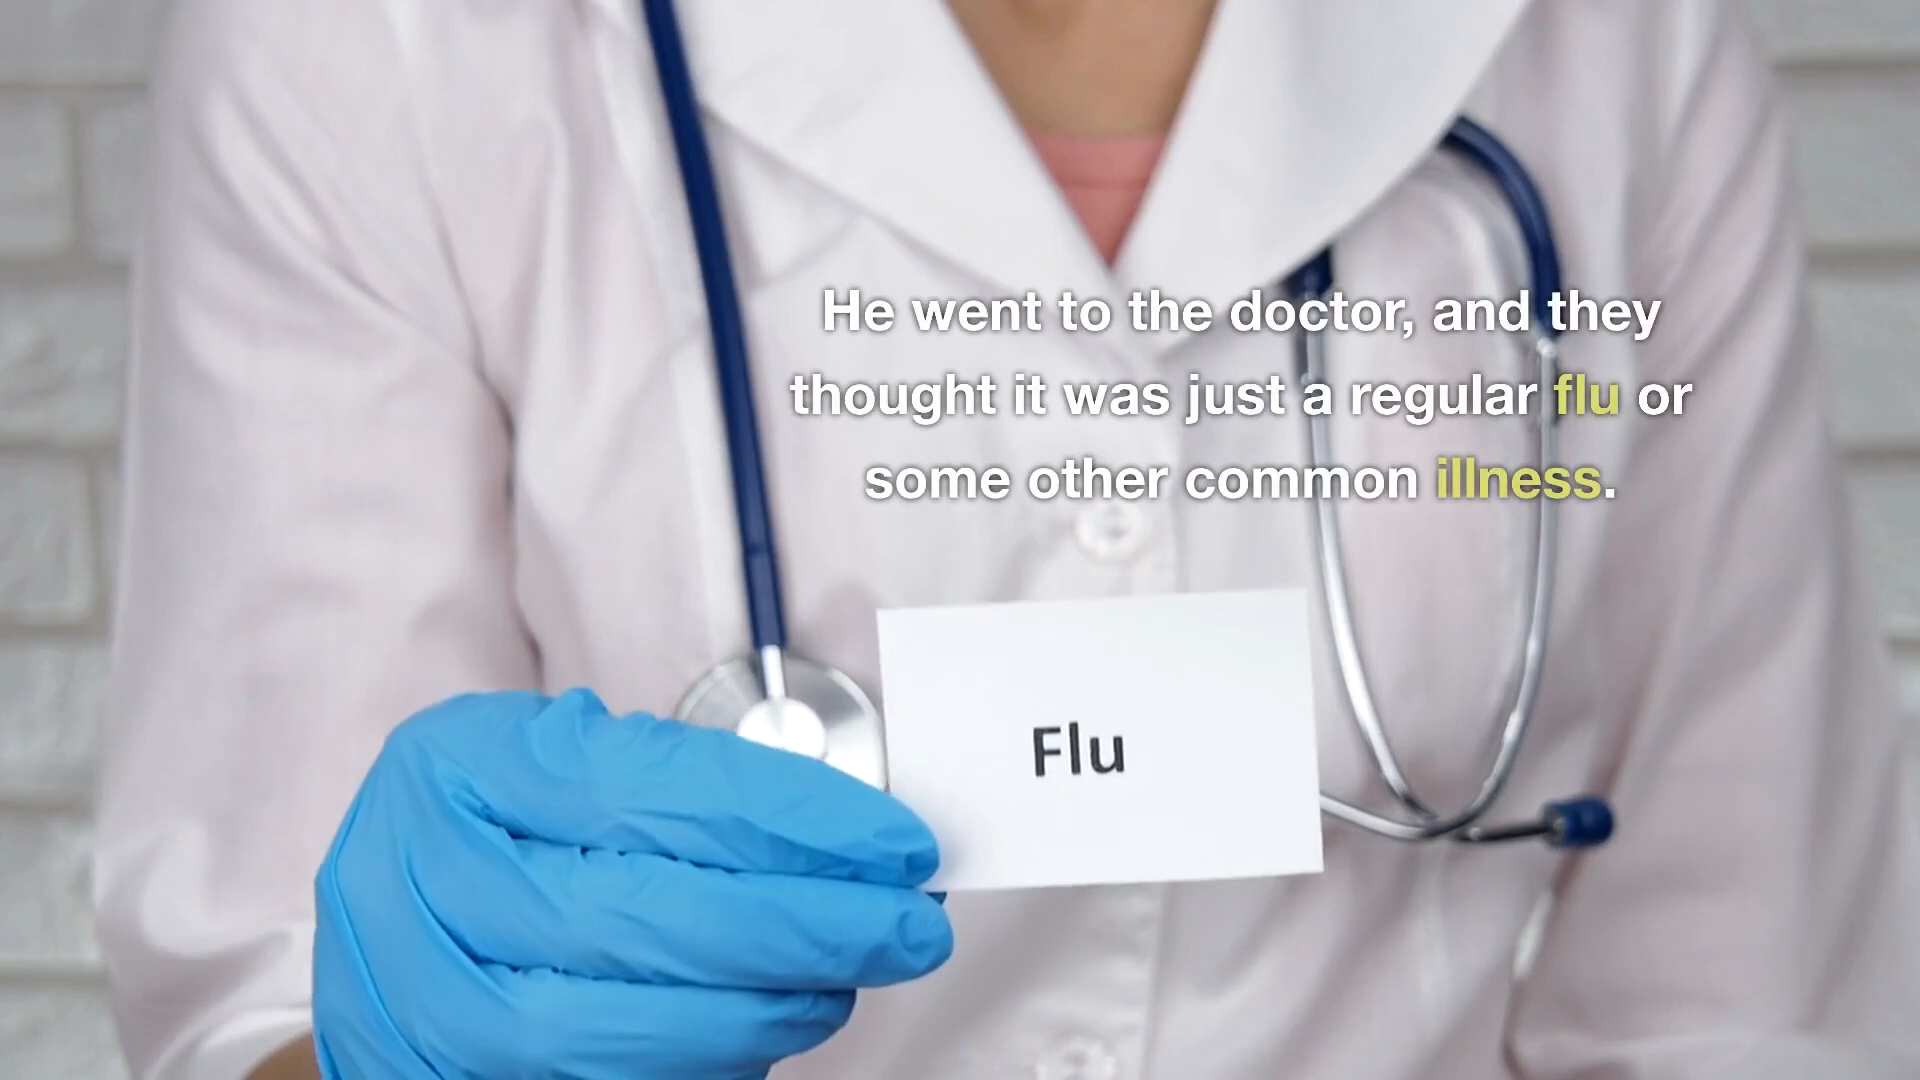 He went to the doctor, and they
thought it was just a regular flu or
some other common illness.
Flu